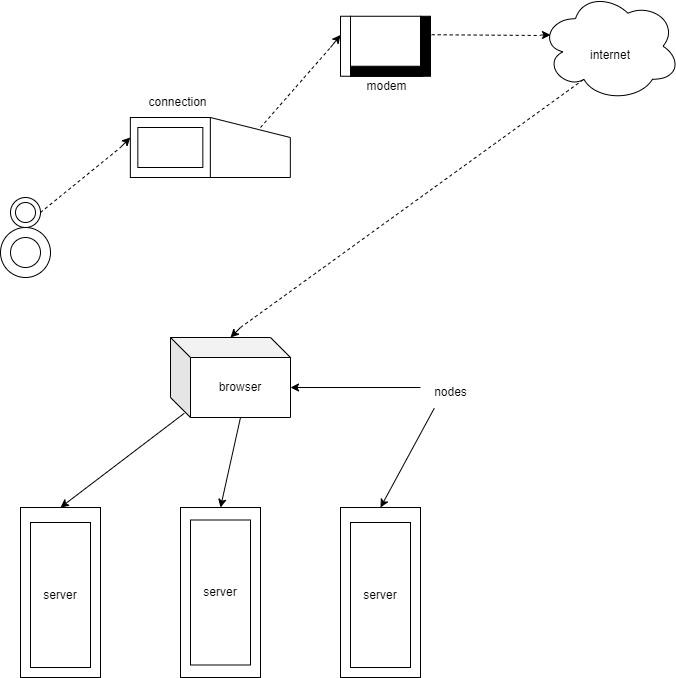 internet
modem
connection
browser
nodes
server
server
server